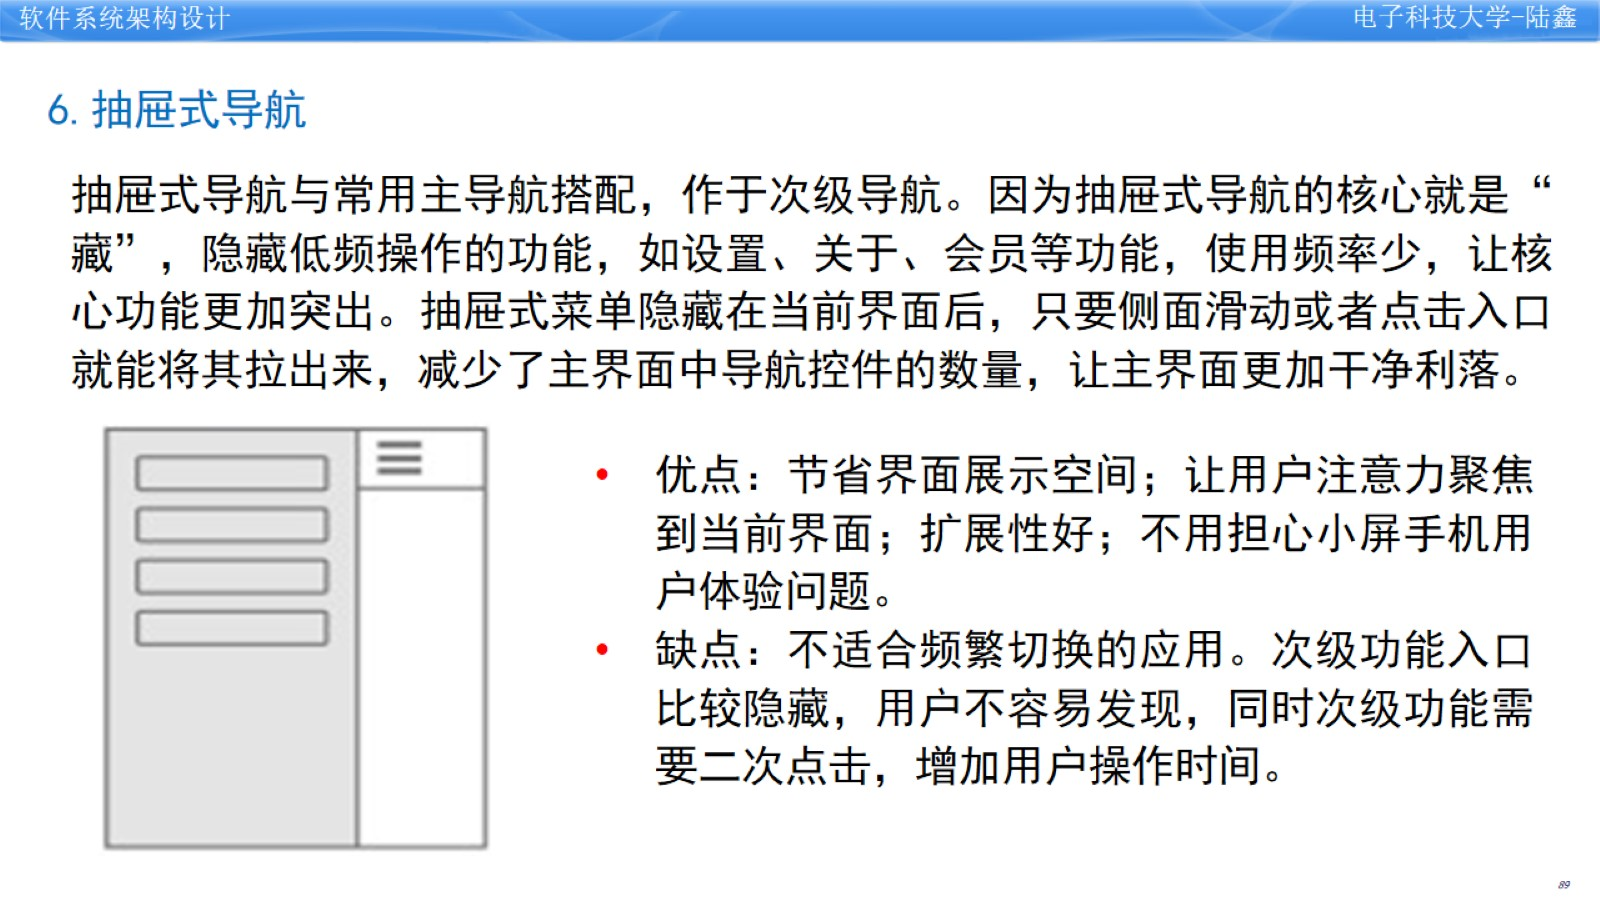 软件系统架构设计
电子科技大学-陆鑫
6. 抽屉式导航
抽屉式导航与常用主导航搭配，作于次级导航。因为抽屉式导航的核心就是“
藏”，隐藏低频操作的功能，如设置、关于、会员等功能，使用频率少，让核
心功能更加突出。抽屉式菜单隐藏在当前界面后，只要侧面滑动或者点击入口
就能将其拉出来，减少了主界面中导航控件的数量，让主界面更加干净利落。
• 优点：节省界面展示空间；让用户注意力聚焦
到当前界面；扩展性好；不用担心小屏手机用
户体验问题。
• 缺点：不适合频繁切换的应用。次级功能入口
比较隐藏，用户不容易发现，同时次级功能需
要二次点击，增加用户操作时间。
89